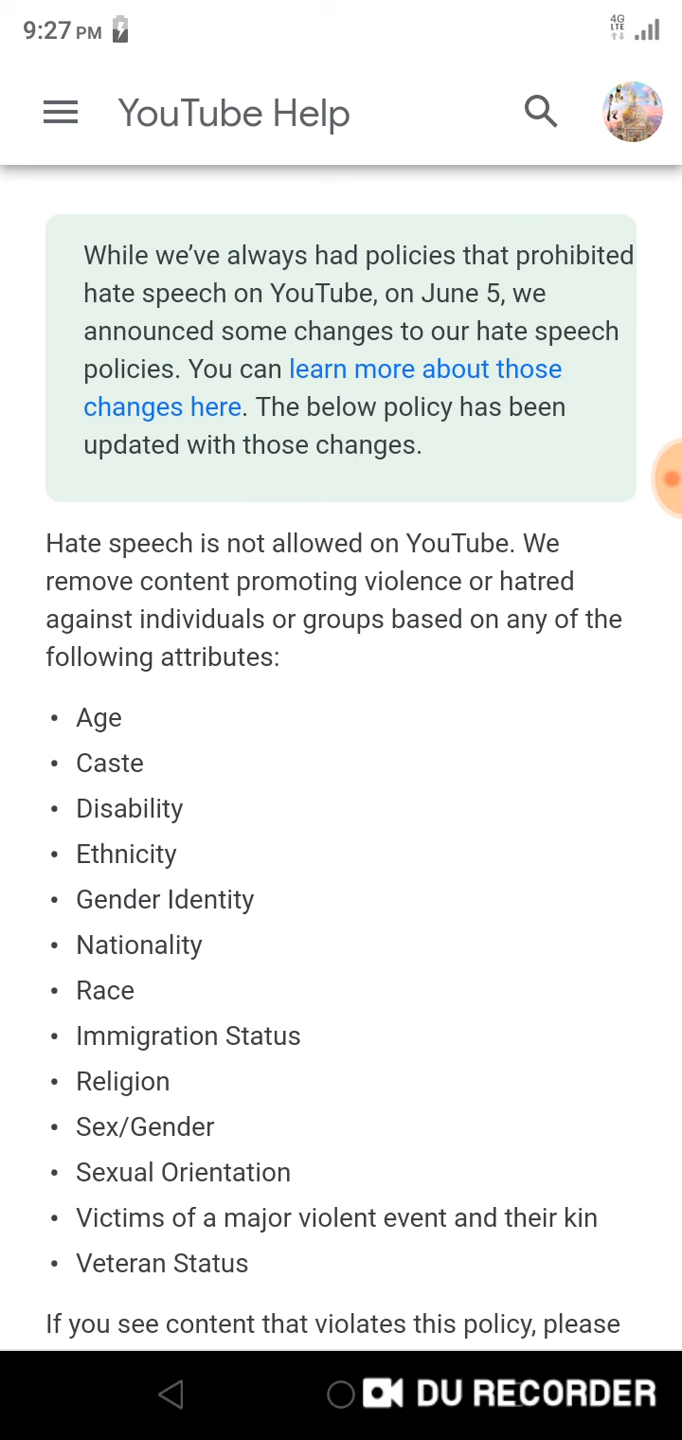 9:27 PM
4G
LTE
YouTube Help
While we’ve always had policies that prohibited
hate speech on YouTube, on June 5, we
announced some changes to our hate speech
policies. You can learn more about those
changes here. The below policy has been
updated with those changes.
Hate speech is not allowed on YouTube. We
remove content promoting violence or hatred
against individuals or groups based on any of the
following attributes:
• Age
• Caste
• Disability
• Ethnicity
• Gender Identity
• Nationality
• Race
• Immigration Status
• Religion
• Sex/Gender
• Sexual Orientation
• Victims of a major violent event and their kin
• Veteran Status
If you see content that violates this policy, please
DU RECORDER